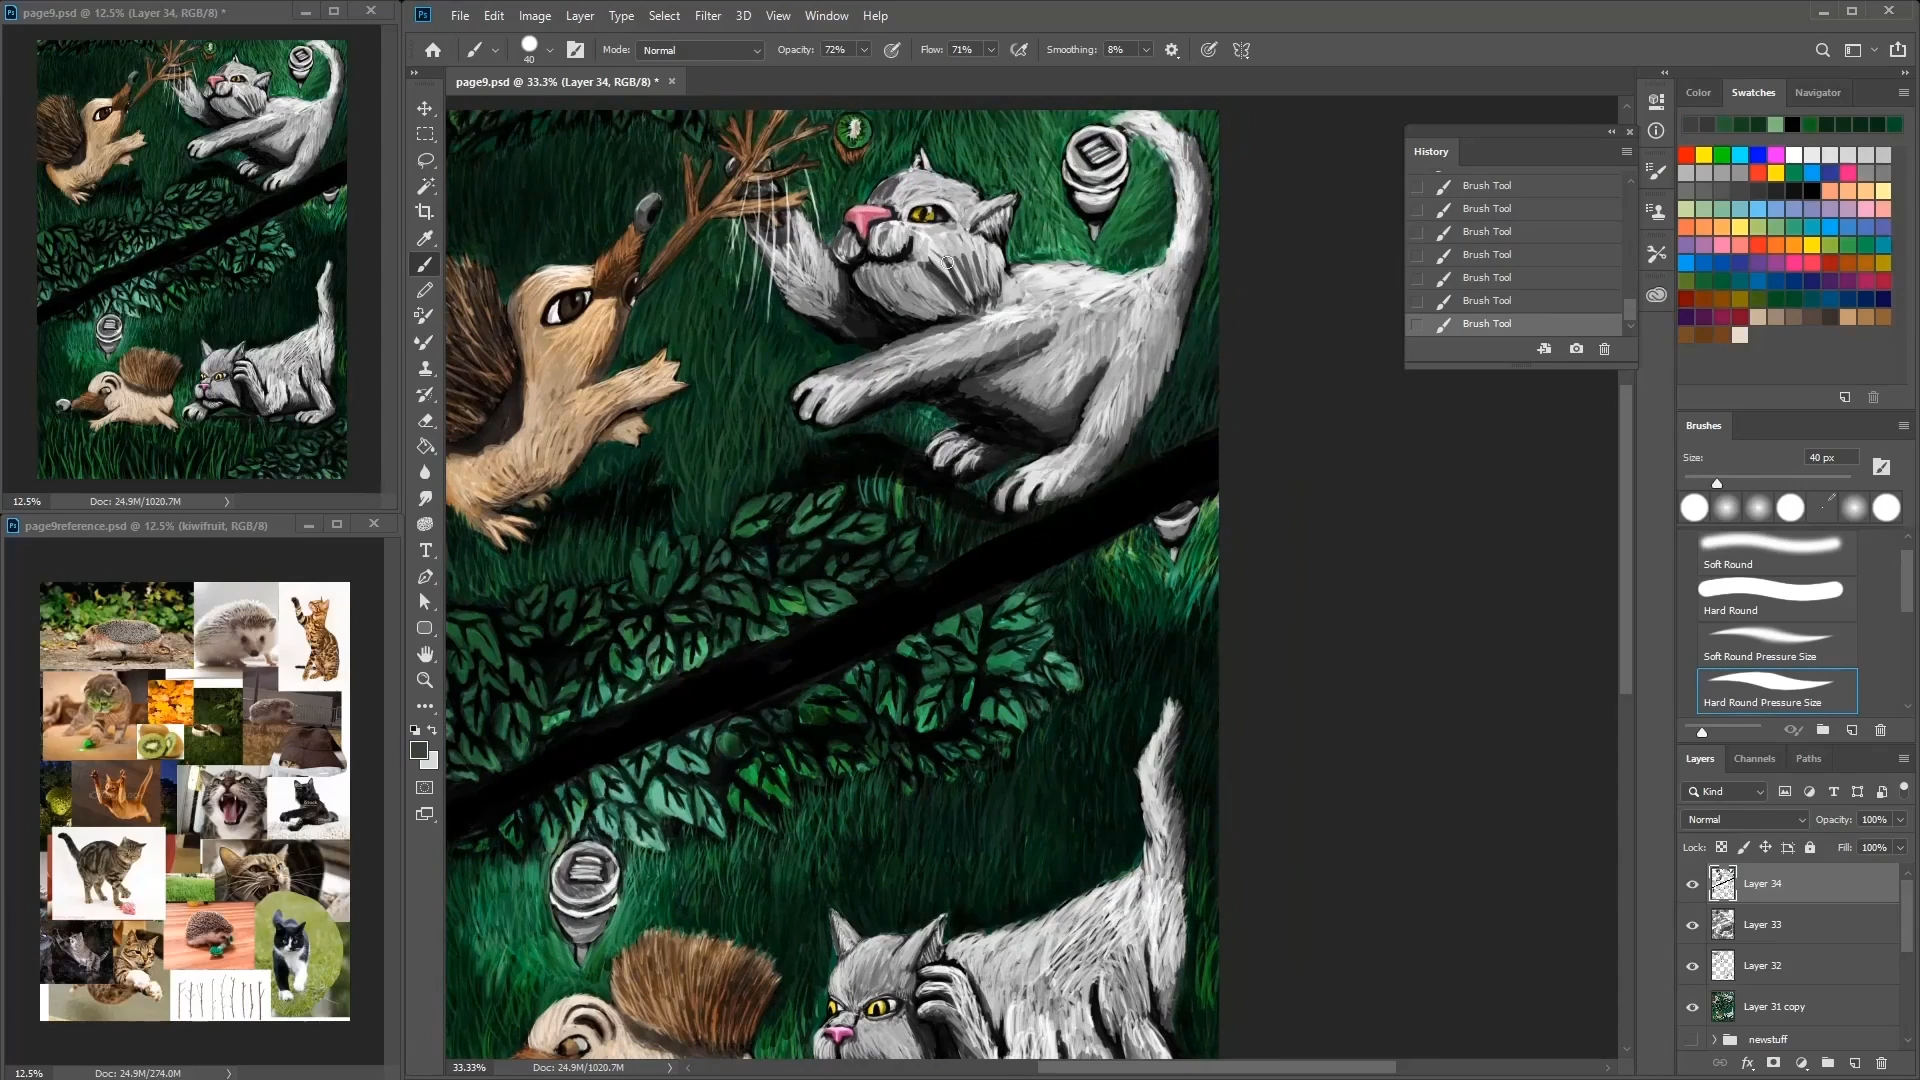 page9.psd @ 12.5% (Layer 34, RGB/8) *
12.5%
Doc: 24.9M/1020.7M
page9reference.psd @ 12.5% (kiwifruit, RGB/8)
12.5%
Doc: 24.9M/274.0M
Ps
File Edit Image Layer Type Select Filter 3D View Window Help
40
Mode: Normal
Opacity: 72%
Flow: 71%
Smoothing: 8%
page9.psd @ 33.3% (Layer 34, RGB/8) *
33.33%
Doc: 24.9M/1020.7M
History
Brush Tool
Brush Tool
Brush Tool
Brush Tool
Brush Tool
Brush Tool
Brush Tool
Color Swatches Navigator
Brushes
Size: 40 px
Soft Round
Hard Round
Soft Round Pressure Size
Hard Round Pressure Size
Layers Channels Paths
Kind
Normal
Opacity: 100%
Lock:
Fill: 100%
Layer 34
Layer 33
Layer 32
Layer 31 copy
newstuff
fx